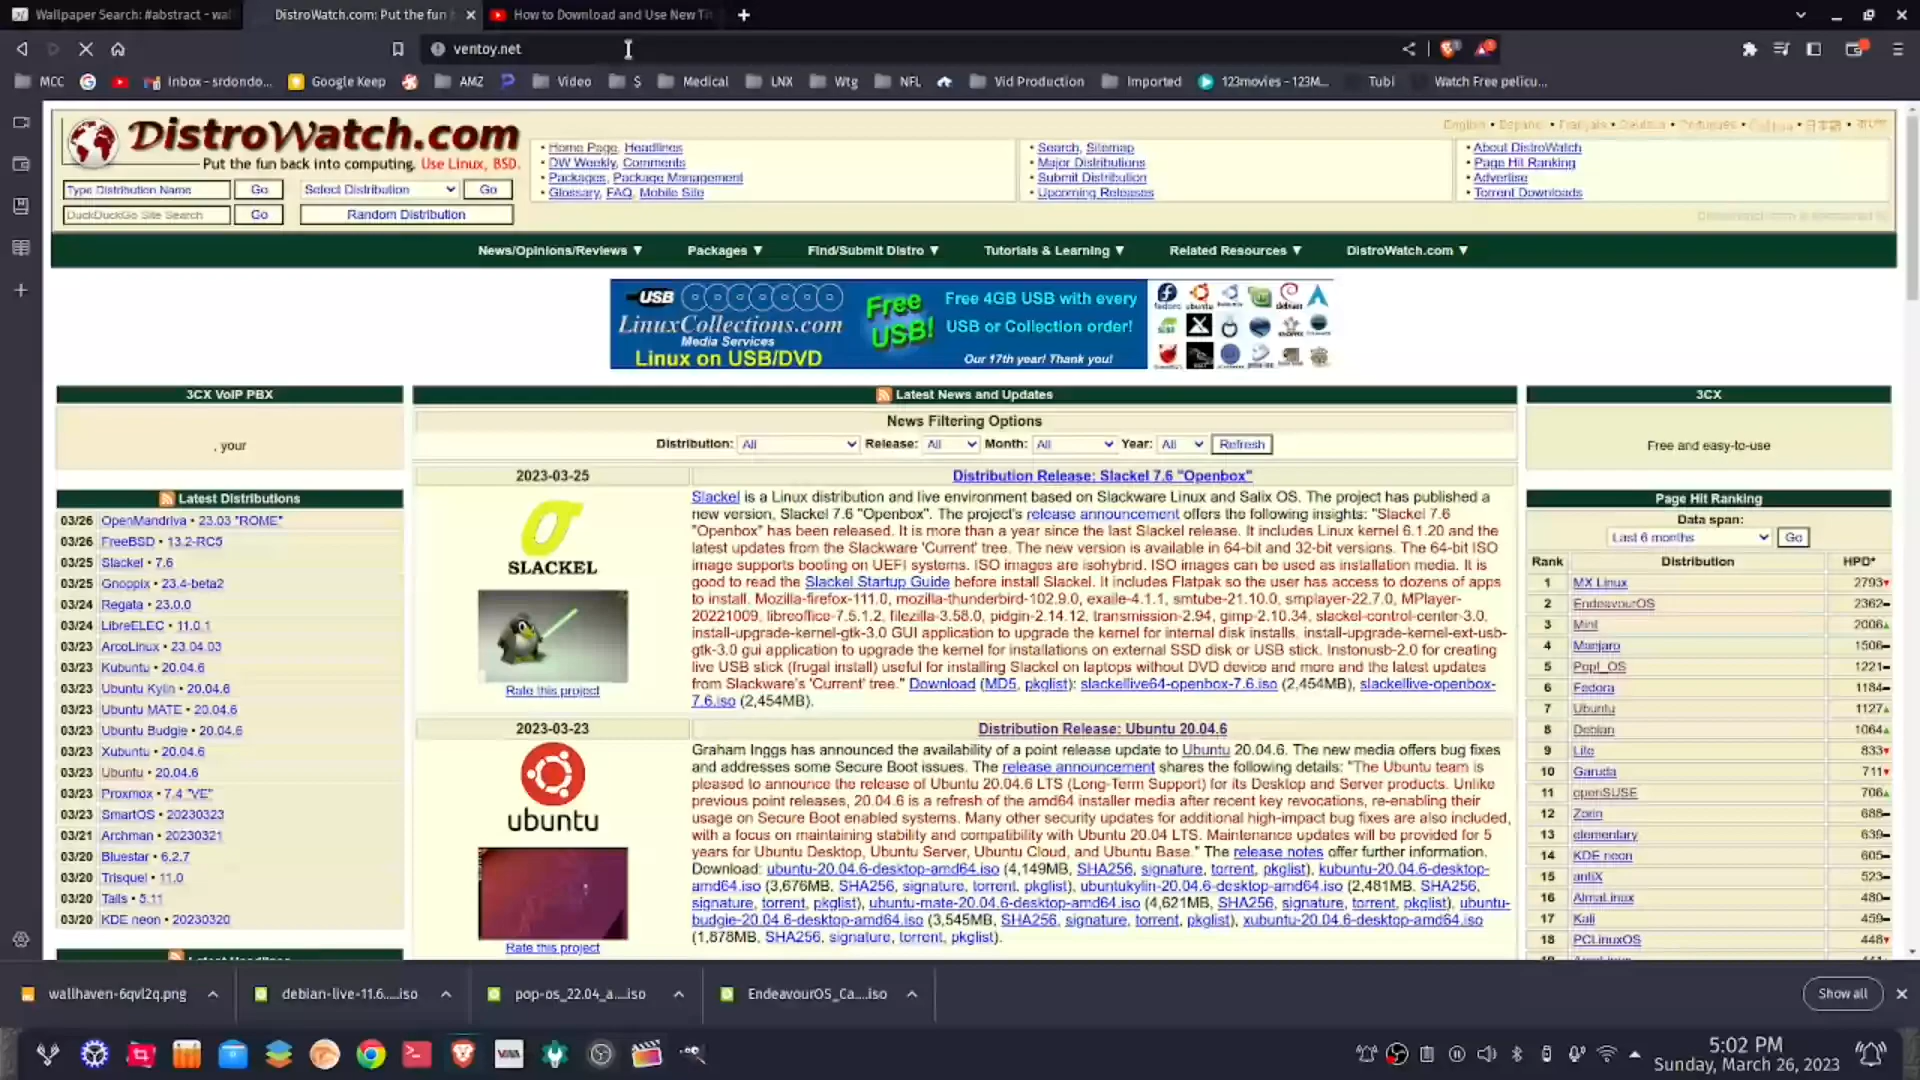 Wallpaper Search: #abstract - wal
DistroWatch.com: Put the fun
How to Download and Use New Ti
ventoy.net
MCC
Inbox - srdondo...
Google Keep
AMZ
Video
$
Medical
LNX
Wtg
NFL
Vid Production
Imported
123movies - 123M...
Tubi
Watch Free pelicu...
DistroWatch.com
Put the fun back into computing. Use Linux, BSD.
English • Español • Français • Deutsch • Português •
• Home Page, Headlines
• DW Weekly, Comments
• Packages, Package Management
• Glossary, FAQ, Mobile Site
• Search, Sitemap
• Major Distributions
• Submit Distribution
• Upcoming Releases
• About DistroWatch
• Page Hit Ranking
• Advertise
• Torrent Downloads
Type Distribution Name Go Select Distribution Go
DuckDuckGo Site Search Go Random Distribution
News/Opinions/Reviews ▼ Packages ▼ Find/Submit Distro ▼ Tutorials & Learning ▼ Related Resources ▼ DistroWatch.com ▼
USB
LinuxCollections.com
Media Services
Linux on USB/DVD
Free
USB!
Free 4GB USB with every
USB or Collection order!
Our 17th year! Thank you!
3CX VoIP PBX
, your
Latest Distributions
03/26 OpenMandriva • 23.03 "ROME"
03/26 FreeBSD • 13.2-RC5
03/25 Slackel • 7.6
03/25 Gnoppix • 23.4-beta2
03/24 Regata • 23.0.0
03/24 LibreELEC • 11.0.1
03/23 ArcoLinux • 23.04.03
03/23 Kubuntu • 20.04.6
03/23 Ubuntu Kylin • 20.04.6
03/23 Ubuntu MATE • 20.04.6
03/23 Ubuntu Budgie • 20.04.6
03/23 Xubuntu • 20.04.6
03/23 Ubuntu • 20.04.6
03/23 Proxmox • 7.4 "VE"
03/23 SmartOS • 20230323
03/21 Archman • 20230321
03/20 Bluestar • 6.2.7
03/20 Trisquel • 11.0
03/20 Tails • 5.11
03/20 KDE neon • 20230320
Latest Headlines
Latest News and Updates
News Filtering Options
Distribution: All Release: All Month: All Year: All Refresh
2023-03-25
Distribution Release: Slackel 7.6 "Openbox"
SLACKEL
Rate this project
Slackel is a Linux distribution and live environment based on Slackware Linux and Salix OS. The project has published a
new version, Slackel 7.6 "Openbox". The project's release announcement offers the following insights: "Slackel 7.6
"Openbox" has been released. It is more than a year since the last Slackel release. It includes Linux kernel 6.1.20 and the
latest updates from the Slackware 'Current' tree. The new version is available in 64-bit and 32-bit versions. The 64-bit ISO
image supports booting on UEFI systems. ISO images are isohybrid. ISO images can be used as installation media. It is
good to read the Slackel Startup Guide before install Slackel. It includes Flatpak so the user has access to dozens of apps
to install. Mozilla-firefox-111.0, mozilla-thunderbird-102.9.0, exaile-4.1.1, smtube-21.10.0, smplayer-22.7.0, MPlayer-
20221009, libreoffice-7.5.1.2, filezilla-3.58.0, pidgin-2.14.12, transmission-2.94, gimp-2.10.34, slackel-control-center-3.0,
install-upgrade-kernel-gtk-3.0 GUI application to upgrade the kernel for internal disk installs, install-upgrade-kernel-ext-usb-
gtk-3.0 gui application to upgrade the kernel for installations on external SSD disk or USB stick. Instonusb-2.0 for creating
live USB stick (frugal install) useful for installing Slackel on laptops without DVD device and more and the latest updates
from Slackware's 'Current' tree." Download (MD5, pkglist): slackellive64-openbox-7.6.iso (2,454MB), slackellive-openbox-
7.6.iso (2,454MB).
2023-03-23
Distribution Release: Ubuntu 20.04.6
ubuntu
Rate this project
Graham Inggs has announced the availability of a point release update to Ubuntu 20.04.6. The new media offers bug fixes
and addresses some Secure Boot issues. The release announcement shares the following details: "The Ubuntu team is
pleased to announce the release of Ubuntu 20.04.6 LTS (Long-Term Support) for its Desktop and Server products. Unlike
previous point releases, 20.04.6 is a refresh of the amd64 installer media after recent key revocations, re-enabling their
usage on Secure Boot enabled systems. Many other security updates for additional high-impact bug fixes are also included,
with a focus on maintaining stability and compatibility with Ubuntu 20.04 LTS. Maintenance updates will be provided for 5
years for Ubuntu Desktop, Ubuntu Server, Ubuntu Cloud, and Ubuntu Base." The release notes offer further information.
Download: ubuntu-20.04.6-desktop-amd64.iso (4,149MB, SHA256, signature, torrent, pkglist), kubuntu-20.04.6-desktop-
amd64.iso (3,676MB, SHA256, signature, torrent, pkglist), ubuntukylin-20.04.6-desktop-amd64.iso (2,481MB, SHA256,
signature, torrent, pkglist), ubuntu-mate-20.04.6-desktop-amd64.iso (4,621MB, SHA256, signature, torrent, pkglist), ubuntu-
budgie-20.04.6-desktop-amd64.iso (3,545MB, SHA256, signature, torrent, pkglist), xubuntu-20.04.6-desktop-amd64.iso
(1,878MB, SHA256, signature, torrent, pkglist).
3CX
Free and easy-to-use
Page Hit Ranking
Data span:
Last 6 months Go
Rank Distribution HPD*
1 MX Linux 2793
2 EndeavourOS 2362
3 Mint 2006
4 Manjaro 1506
5 Pop!_OS 1221
6 Fedora 1184
7 Ubuntu 1127
8 Debian 1064
9 Lite 833
10 Garuda 711
11 openSUSE 706
12 Zorin 688
13 elementary 639
14 KDE neon 605
15 antiX 523
16 AlmaLinux 480
17 Kali 459
18 PCLinuxOS 448
wallhaven-6qvl2q.png
debian-live-11.6....iso
pop-os_22.04_a....iso
EndeavourOS_Ca....iso
Show all
5:02 PM
Sunday, March 26, 2023